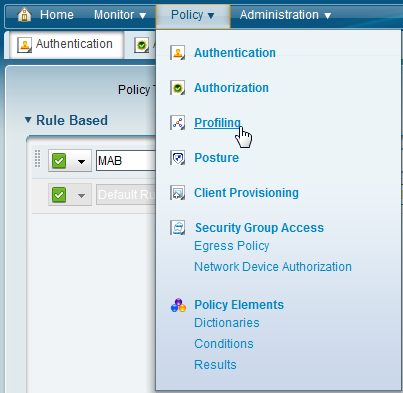 Home Monitor ▼ Policy ▼ Administration ▼
Authentication
Policy
Rule Based
MAB
Default Ru
Authentication
Authorization
Profiling
Posture
Client Provisioning
Security Group Access
Egress Policy
Network Device Authorization
Policy Elements
Dictionaries
Conditions
Results